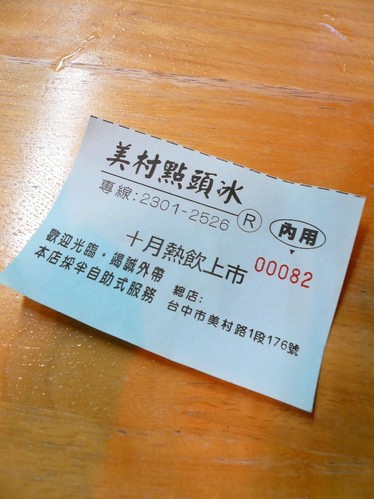 美村點頭冰
專線:2301-2526
R
內用
十月熱飲上市 00082
歡迎光臨,竭誠外帶
本店採半自助式服務
總店:
台中市美村路1段176號